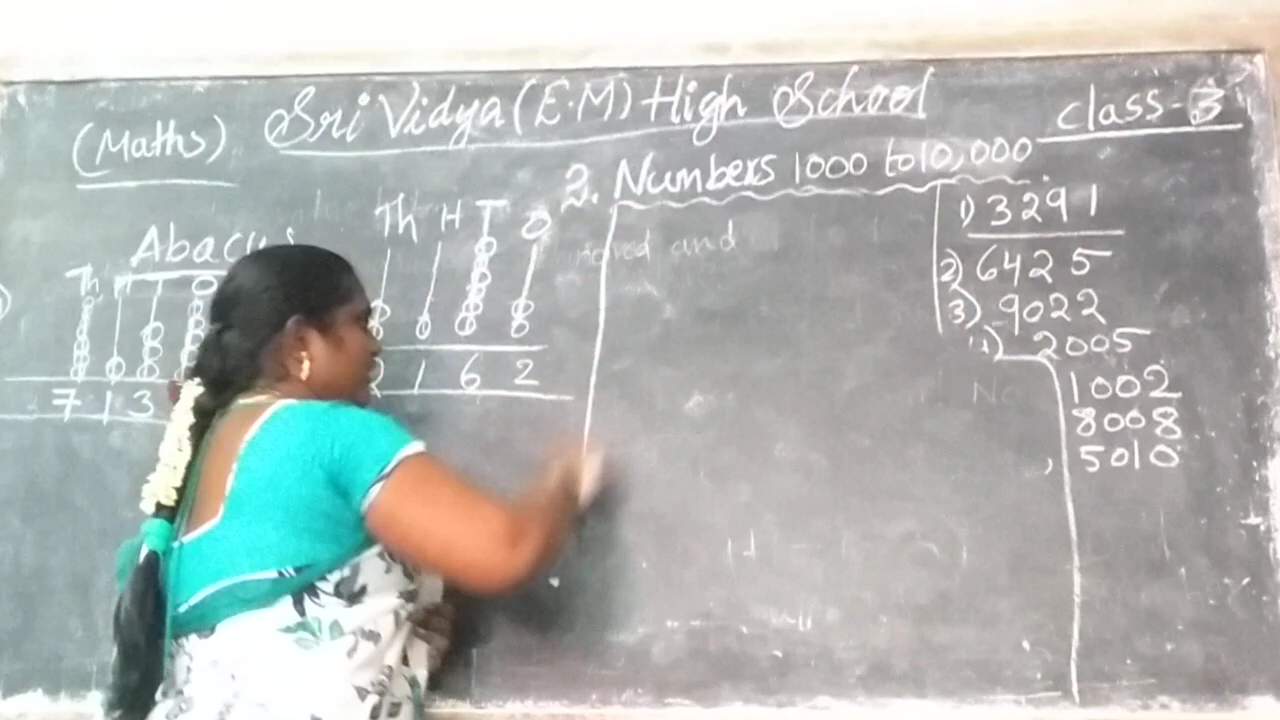 Sri Vidya (E.M) High School
(Maths)
class-3
2. Numbers 1000 to 10,000
Abacus
Th H T O
7 1 3
Th H T O
2 1 6 2
1) 3291
2) 6425
3) 9022
2005
1002
8008
5010